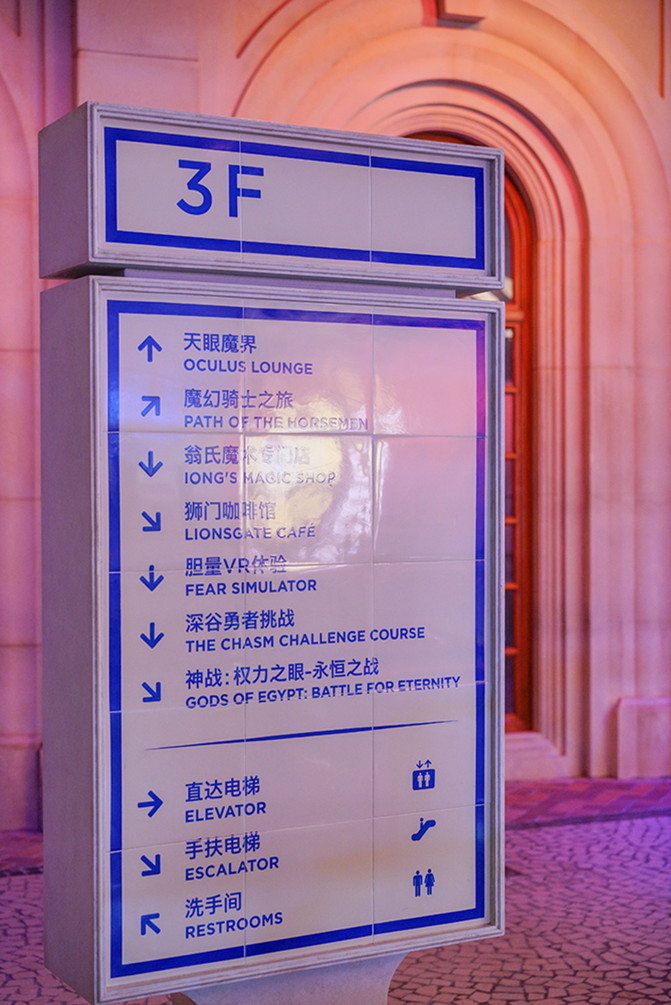 3F
天眼魔界
OCULUS LOUNGE
魔幻骑士之旅
PATH OF THE HORSEMEN
翁氏魔术专门店
IONG'S MAGIC SHOP
狮门咖啡馆
LIONSGATE CAFÉ
胆量VR体验
FEAR SIMULATOR
深谷勇者挑战
THE CHASM CHALLENGE COURSE
神战:权力之眼-永恒之战
GODS OF EGYPT: BATTLE FOR ETERNITY
直达电梯
ELEVATOR
手扶电梯
ESCALATOR
洗手间
RESTROOMS